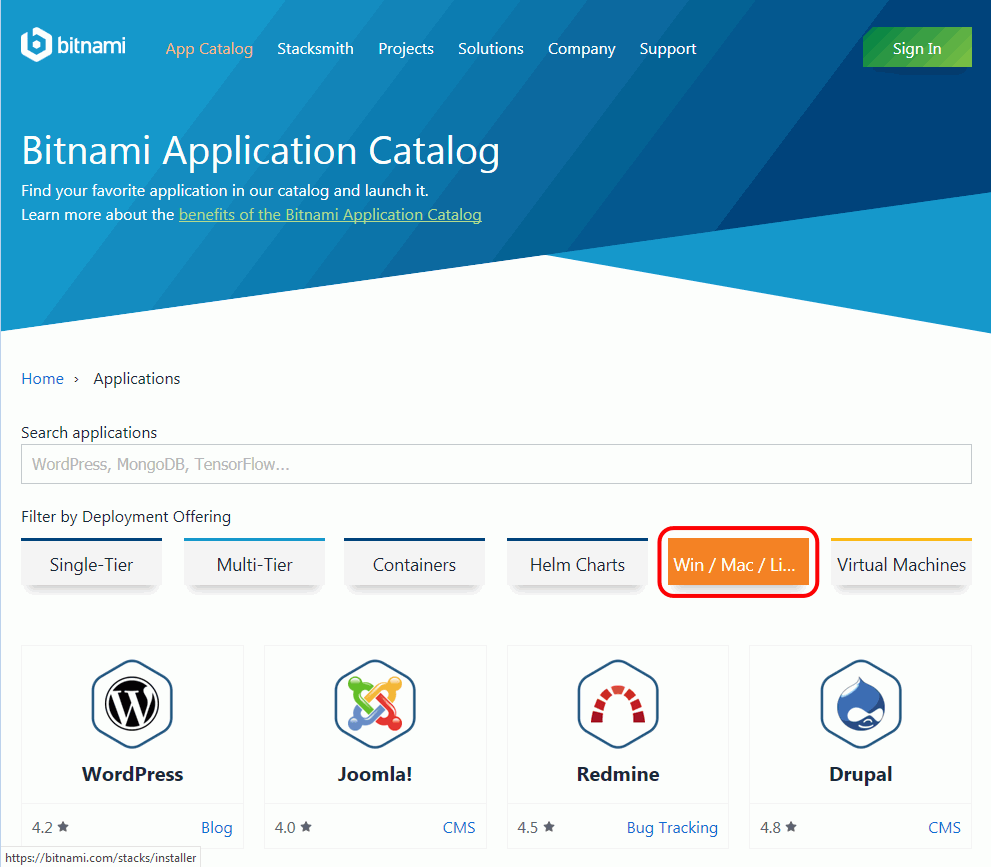 bitnami App Catalog Stacksmith Projects Solutions Company Support Sign In
Bitnami Application Catalog
Find your favorite application in our catalog and launch it.
Learn more about the benefits of the Bitnami Application Catalog
Home › Applications
Search applications
WordPress, MongoDB, TensorFlow...
Filter by Deployment Offering
Single-Tier Multi-Tier Containers Helm Charts Win / Mac / Li... Virtual Machines
WordPress Joomla! Redmine Drupal
4.2 ★ Blog 4.0 ★ CMS 4.5 ★ Bug Tracking 4.8 ★ CMS
https://bitnami.com/stacks/installer